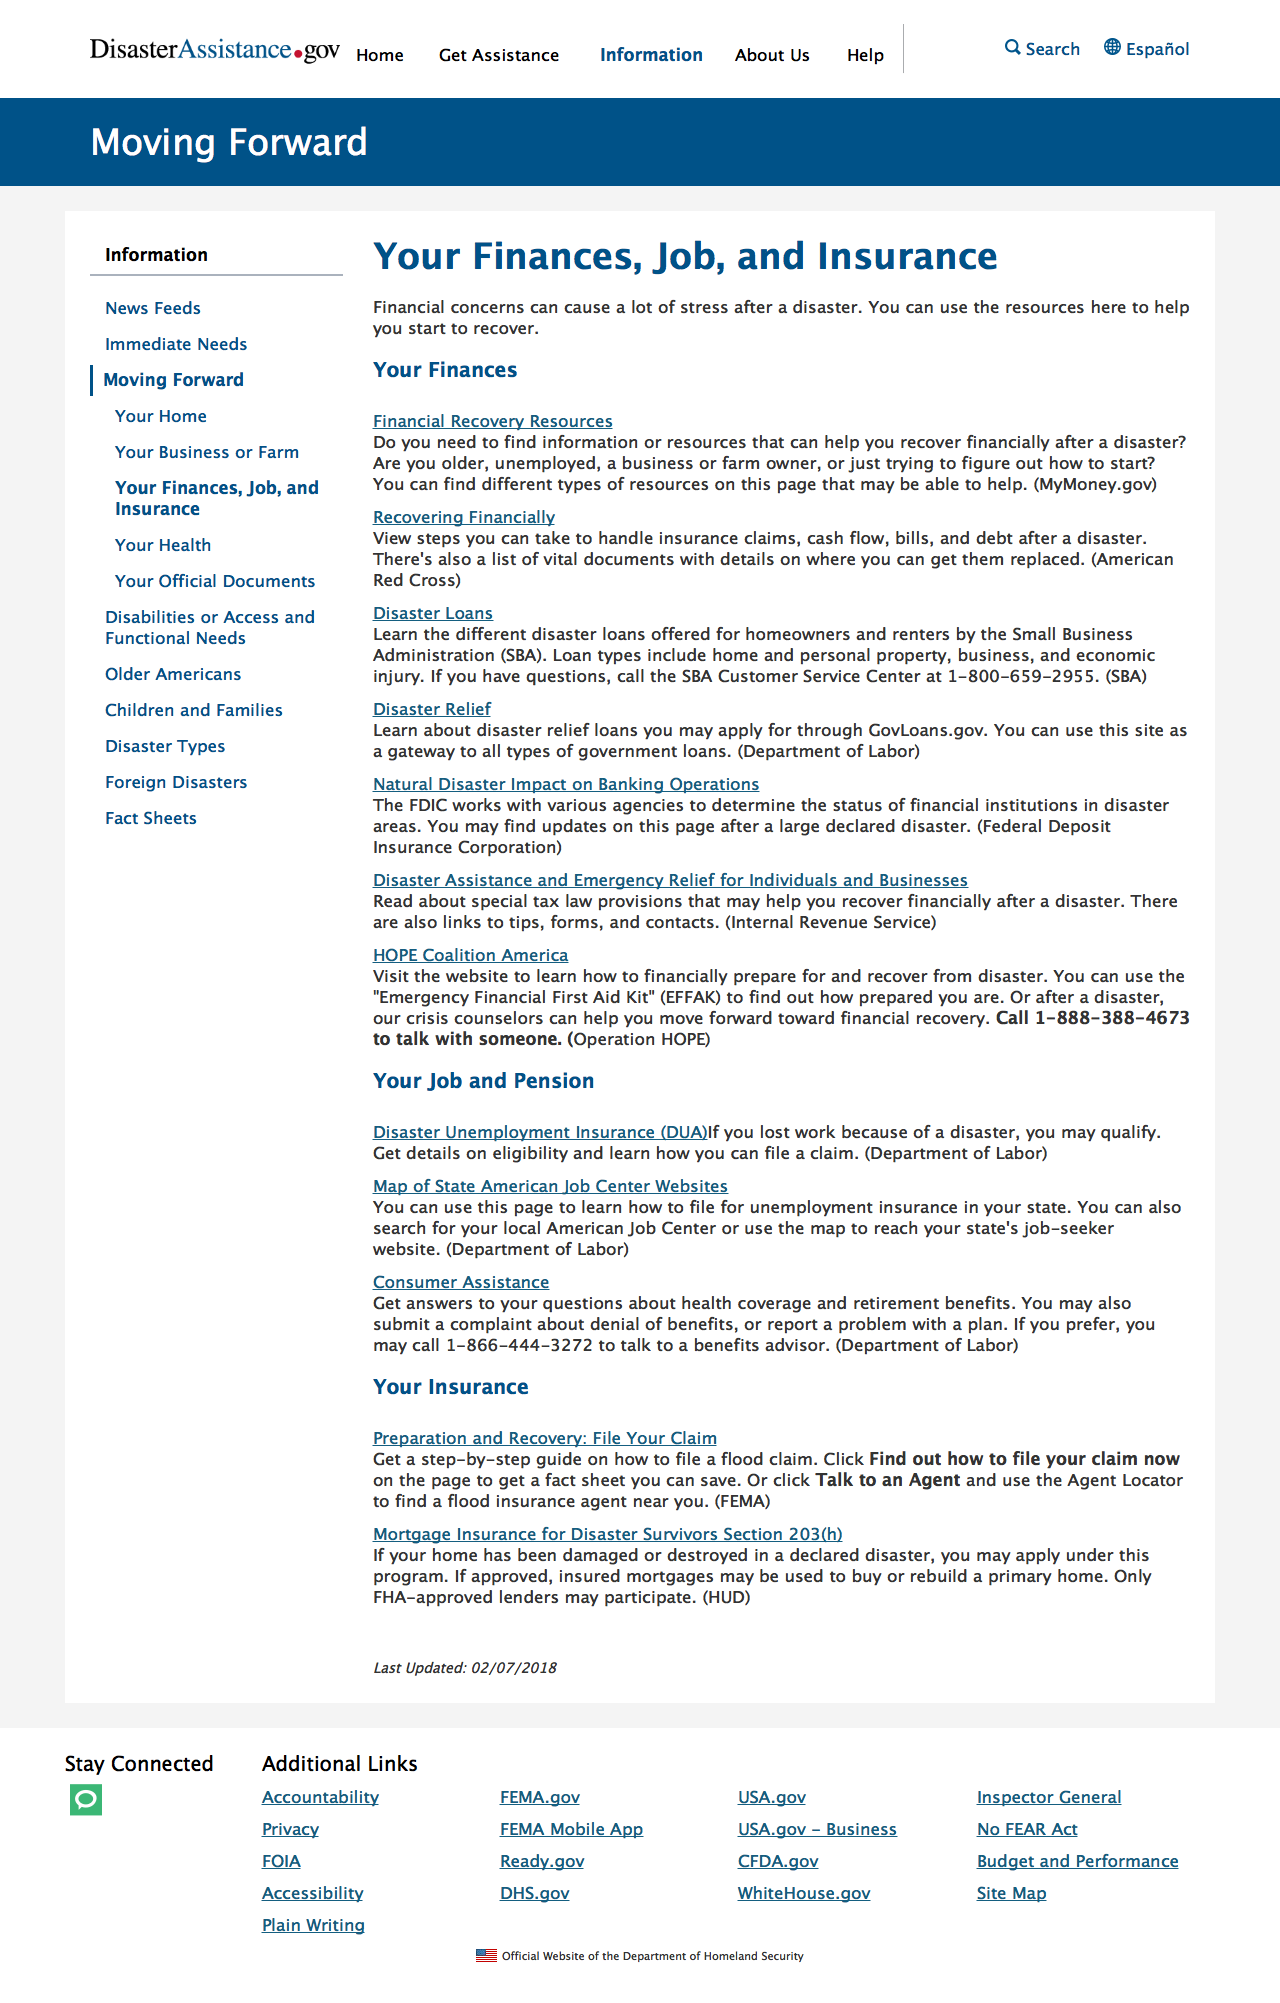 DisasterAssistance.gov
Home
Get Assistance
Information
About Us
Help
Search
Español
Moving Forward
Information
News Feeds
Immediate Needs
Moving Forward
Your Home
Your Business or Farm
Your Finances, Job, and
Insurance
Your Health
Your Official Documents
Disabilities or Access and
Functional Needs
Older Americans
Children and Families
Disaster Types
Foreign Disasters
Fact Sheets
Your Finances, Job, and Insurance
Financial concerns can cause a lot of stress after a disaster. You can use the resources here to help
you start to recover.
Your Finances
Financial Recovery Resources
Do you need to find information or resources that can help you recover financially after a disaster?
Are you older, unemployed, a business or farm owner, or just trying to figure out how to start?
You can find different types of resources on this page that may be able to help. (MyMoney.gov)
Recovering Financially
View steps you can take to handle insurance claims, cash flow, bills, and debt after a disaster.
There's also a list of vital documents with details on where you can get them replaced. (American
Red Cross)
Disaster Loans
Learn the different disaster loans offered for homeowners and renters by the Small Business
Administration (SBA). Loan types include home and personal property, business, and economic
injury. If you have questions, call the SBA Customer Service Center at 1-800-659-2955. (SBA)
Disaster Relief
Learn about disaster relief loans you may apply for through GovLoans.gov. You can use this site as
a gateway to all types of government loans. (Department of Labor)
Natural Disaster Impact on Banking Operations
The FDIC works with various agencies to determine the status of financial institutions in disaster
areas. You may find updates on this page after a large declared disaster. (Federal Deposit
Insurance Corporation)
Disaster Assistance and Emergency Relief for Individuals and Businesses
Read about special tax law provisions that may help you recover financially after a disaster. There
are also links to tips, forms, and contacts. (Internal Revenue Service)
HOPE Coalition America
Visit the website to learn how to financially prepare for and recover from disaster. You can use the
"Emergency Financial First Aid Kit" (EFFAK) to find out how prepared you are. Or after a disaster,
our crisis counselors can help you move forward toward financial recovery. Call 1-888-388-4673
to talk with someone. (Operation HOPE)
Your Job and Pension
Disaster Unemployment Insurance (DUA)If you lost work because of a disaster, you may qualify.
Get details on eligibility and learn how you can file a claim. (Department of Labor)
Map of State American Job Center Websites
You can use this page to learn how to file for unemployment insurance in your state. You can also
search for your local American Job Center or use the map to reach your state's job-seeker
website. (Department of Labor)
Consumer Assistance
Get answers to your questions about health coverage and retirement benefits. You may also
submit a complaint about denial of benefits, or report a problem with a plan. If you prefer, you
may call 1-866-444-3272 to talk to a benefits advisor. (Department of Labor)
Your Insurance
Preparation and Recovery: File Your Claim
Get a step-by-step guide on how to file a flood claim. Click Find out how to file your claim now
on the page to get a fact sheet you can save. Or click Talk to an Agent and use the Agent Locator
to find a flood insurance agent near you. (FEMA)
Mortgage Insurance for Disaster Survivors Section 203(h)
If your home has been damaged or destroyed in a declared disaster, you may apply under this
program. If approved, insured mortgages may be used to buy or rebuild a primary home. Only
FHA-approved lenders may participate. (HUD)
Last Updated: 02/07/2018
Stay Connected
Additional Links
Accountability
Privacy
FOIA
Accessibility
Plain Writing
FEMA.gov
FEMA Mobile App
Ready.gov
DHS.gov
USA.gov
USA.gov - Business
CFDA.gov
WhiteHouse.gov
Inspector General
No FEAR Act
Budget and Performance
Site Map
Official Website of the Department of Homeland Security